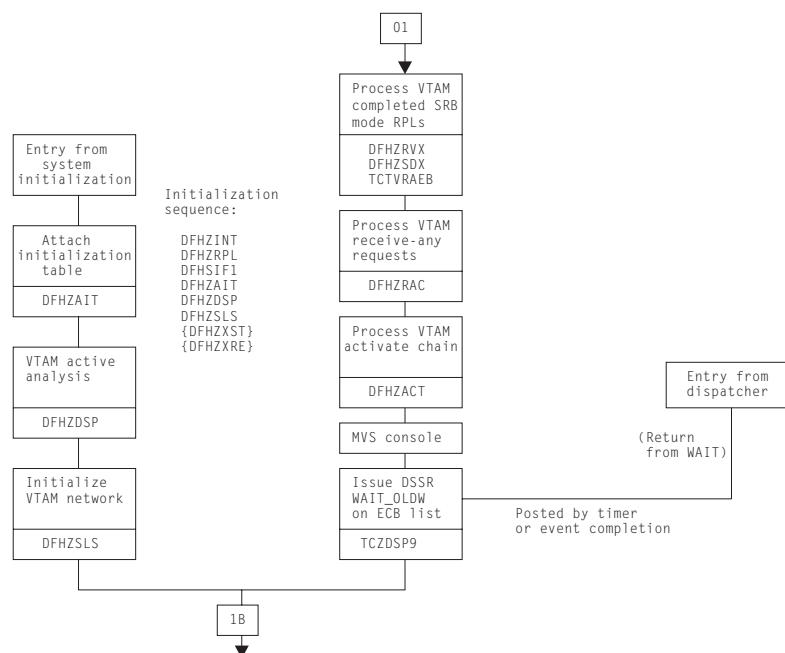 01
Process VTAM
completed SRB
mode RPLs
DFHZRVX
DFHZSDX
TCTVRAEB
Entry from
system
initialization
Initialization
sequence:
DFHZINT
DFHZRPL
DFHSIF1
DFHZAIT
DFHZDSP
DFHZSLS
{DFHZXST}
{DFHZXRE}
Attach
initialization
table
DFHZAIT
Process VTAM
receive-any
requests
DFHZRAC
VTAM active
analysis
DFHZDSP
Process VTAM
activate chain
DFHZACT
Entry from
dispatcher
MVS console
(Return
from WAIT)
Initialize
VTAM network
DFHZSLS
Issue DSSR
WAIT_OLDW
on ECB list
TCZDSP9
Posted by timer
or event completion
1B